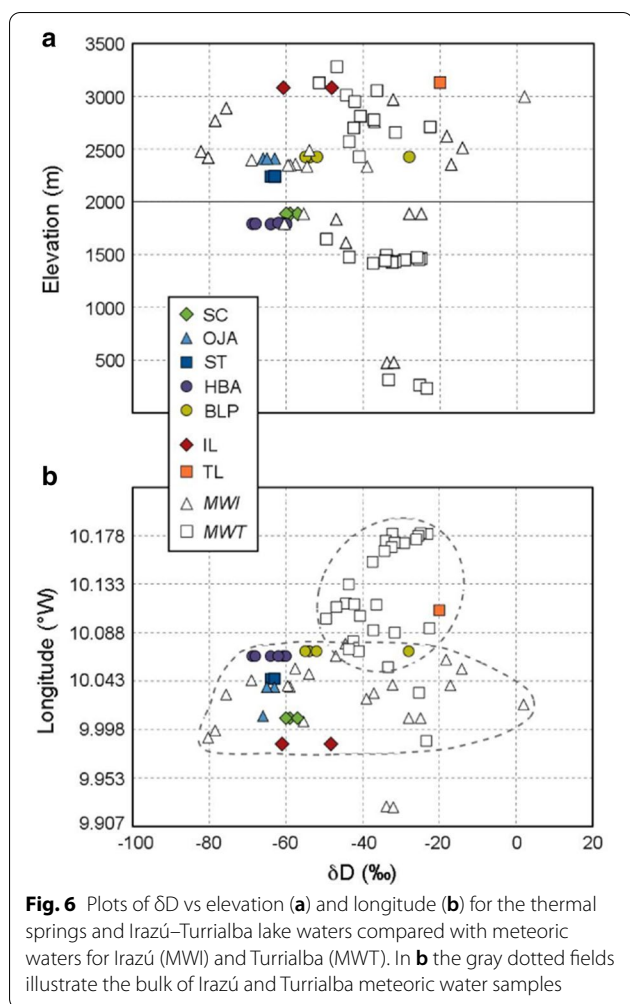 a
3500
3000
2500
2000
1500
1000
500
Elevation (m)
SC
OJA
ST
HBA
BLP
IL
TL
MWI
MWT
b
10.178
10.133
10.088
10.043
9.998
9.953
9.907
Longitude (°W)
-100 -80 -60 -40 -20 0 20
δD (‰)
Fig. 6 Plots of δD vs elevation (a) and longitude (b) for the thermal
springs and Irazú–Turrialba lake waters compared with meteoric
waters for Irazú (MWI) and Turrialba (MWT). In b the gray dotted fields
illustrate the bulk of Irazú and Turrialba meteoric water samples